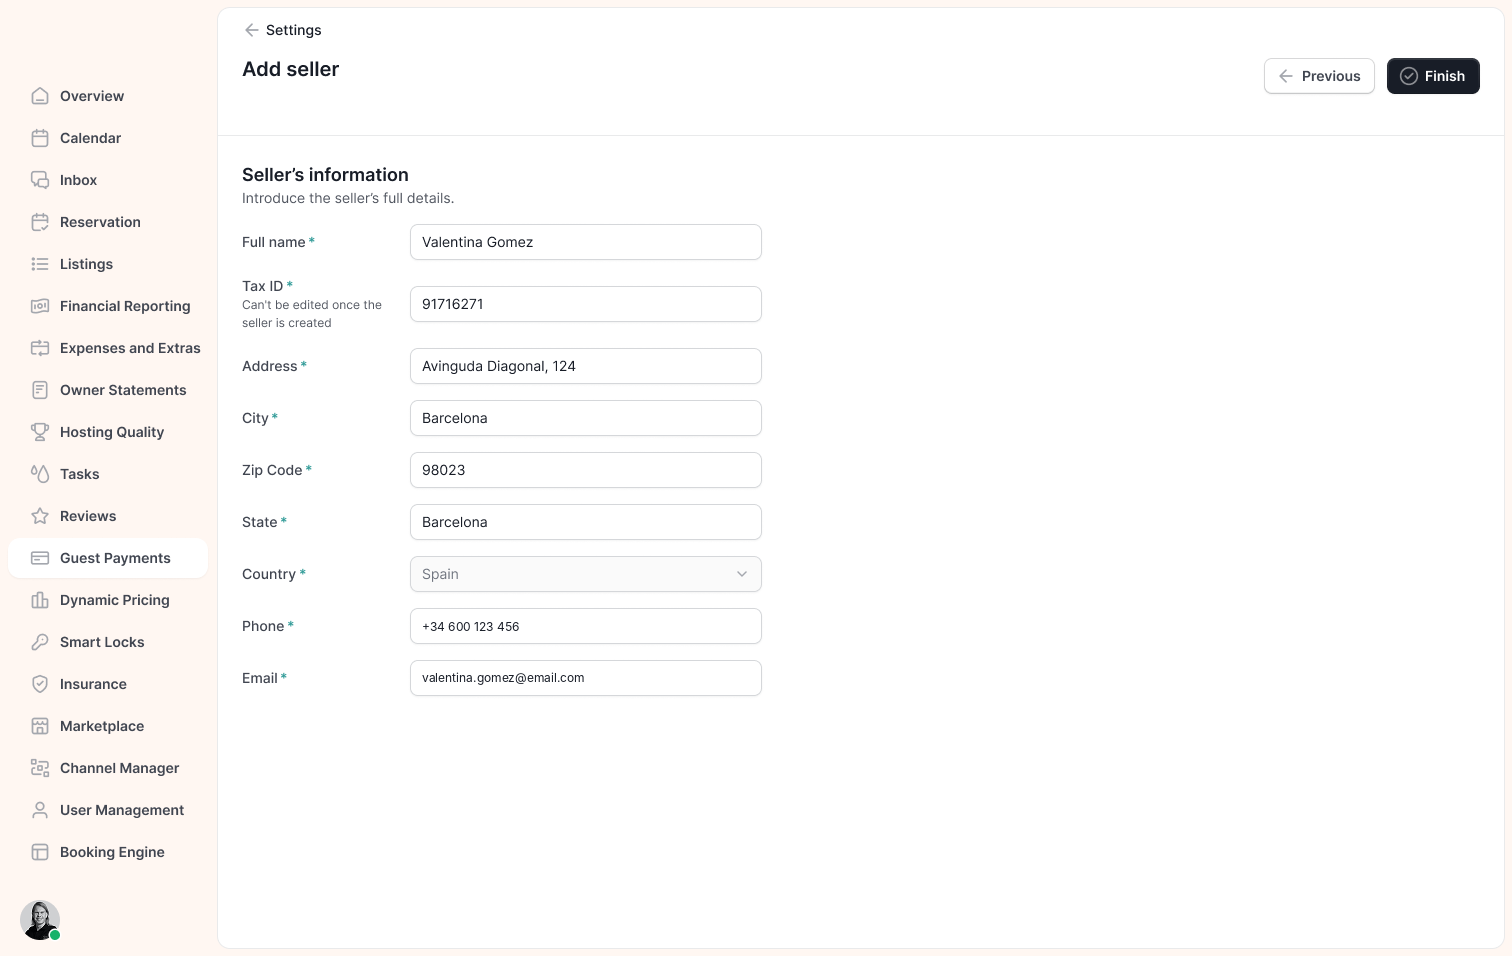 Settings
Add seller
Previous
Finish
Overview
Calendar
Inbox
Reservation
Listings
Financial Reporting
Expenses and Extras
Owner Statements
Hosting Quality
Tasks
Reviews
Guest Payments
Dynamic Pricing
Smart Locks
Insurance
Marketplace
Channel Manager
User Management
Booking Engine
Seller’s information
Introduce the seller’s full details.
Full name *
Valentina Gomez
Tax ID *
Can't be edited once the
seller is created
91716271
Address *
Avinguda Diagonal, 124
City *
Barcelona
Zip Code *
98023
State *
Barcelona
Country *
Spain
Phone *
+34 600 123 456
Email *
valentina.gomez@email.com